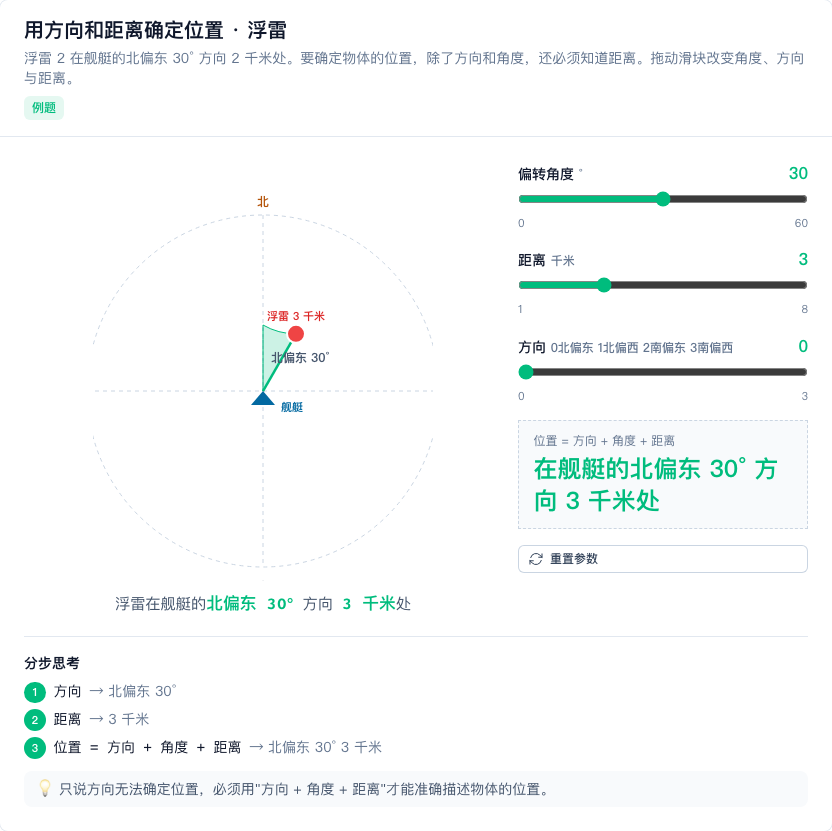 用方向和距离确定位置 · 浮雷
浮雷 2 在舰艇的北偏东 30° 方向 2 千米处。要确定物体的位置，除了方向和角度，还必须知道距离。拖动滑块改变角度、方向
与距离。
例题
北
浮雷 3 千米
北偏东 30°
舰艇
浮雷在舰艇的北偏东 30° 方向 3 千米处
偏转角度 ° 30
0 60
距离 千米 3
1 8
方向 0北偏东 1北偏西 2南偏东 3南偏西 0
0 3
位置 = 方向 + 角度 + 距离
在舰艇的北偏东 30° 方
向 3 千米处
重置参数
分步思考
1 方向 → 北偏东 30°
2 距离 → 3 千米
3 位置 = 方向 + 角度 + 距离 → 北偏东 30° 3 千米
💡 只说方向无法确定位置，必须用"方向 + 角度 + 距离"才能准确描述物体的位置。